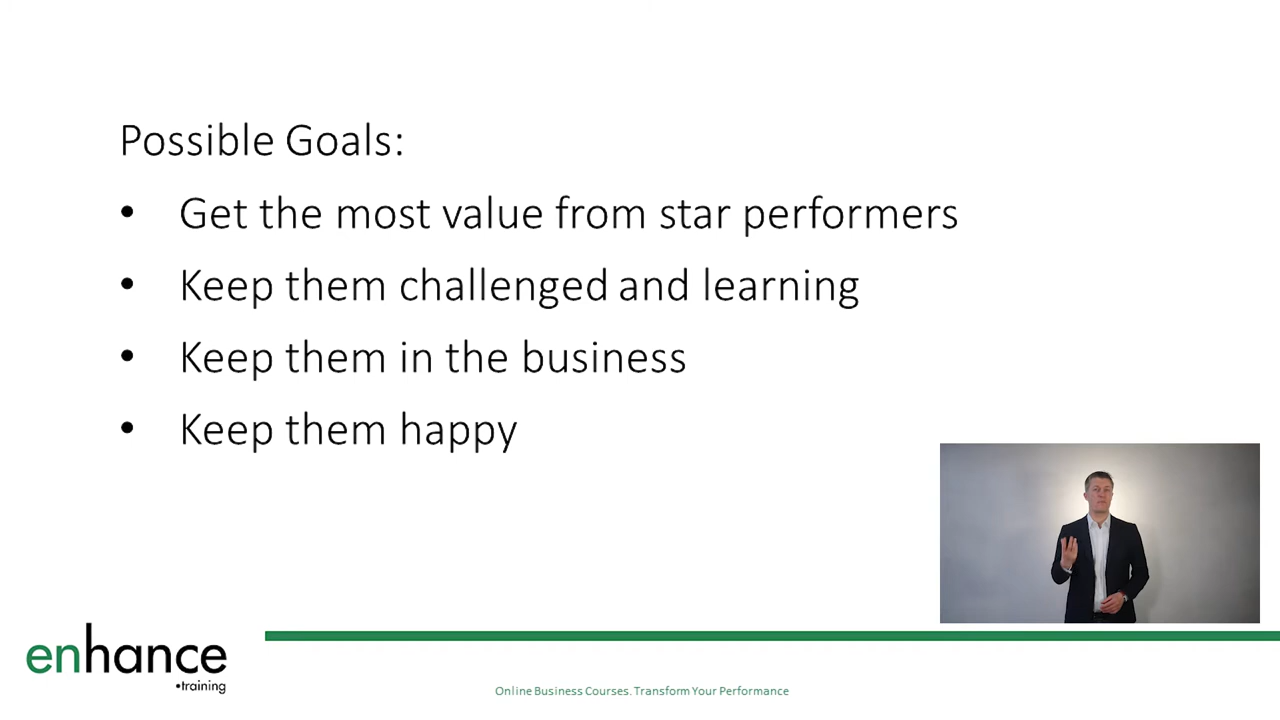 Possible Goals:
• Get the most value from star performers
• Keep them challenged and learning
• Keep them in the business
• Keep them happy
enhance
•training
Online Business Courses. Transform Your Performance